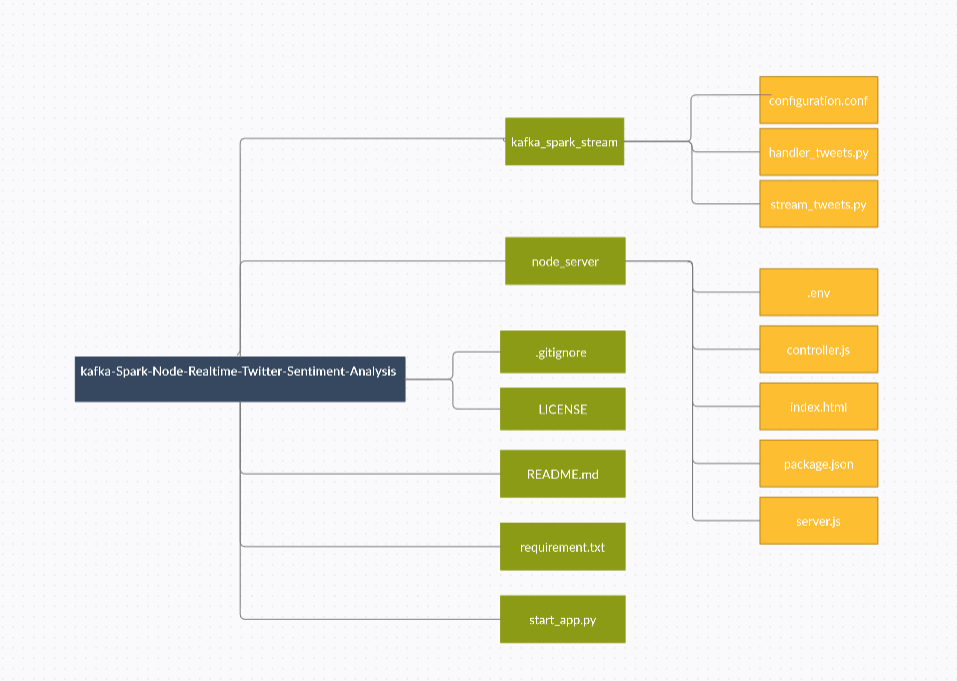 kafka-Spark-Node-Realtime-Twitter-Sentiment-Analysis
kafka_spark_stream
configuration.conf
handler_tweets.py
stream_tweets.py
node_server
.env
controller.js
index.html
package.json
server.js
.gitignore
LICENSE
README.md
requirement.txt
start_app.py